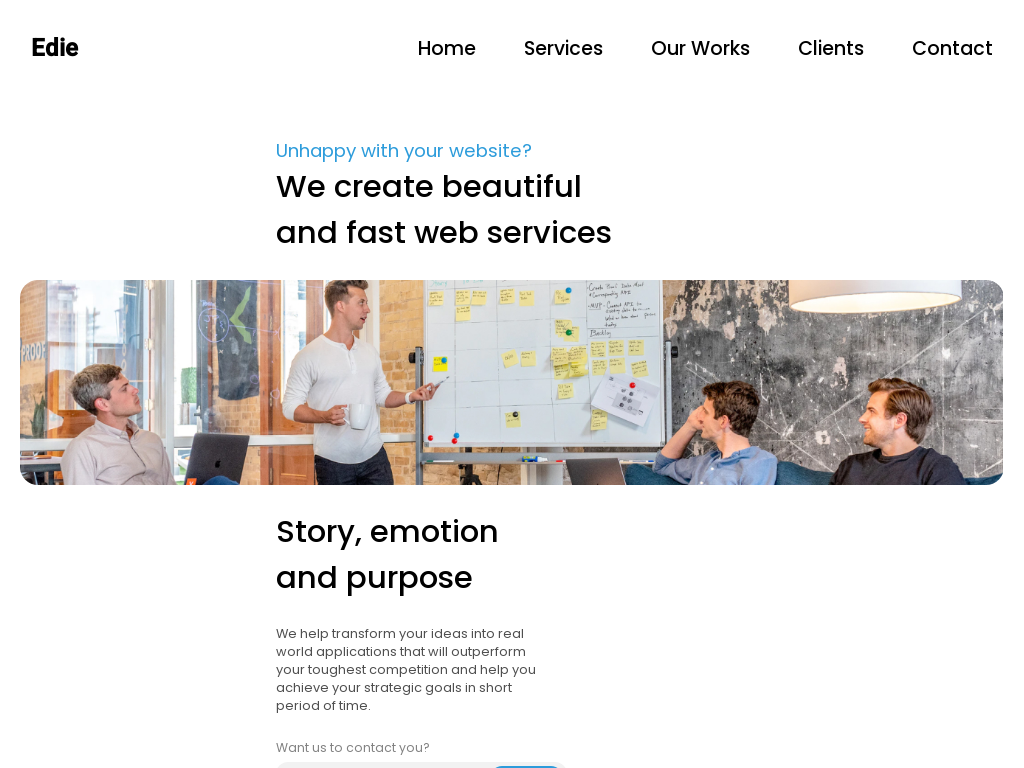 Edie
Home Services Our Works Clients Contact
Unhappy with your website?
We create beautiful
and fast web services
PROOF
Backlog
Story, emotion
and purpose
We help transform your ideas into real
world applications that will outperform
your toughest competition and help you
achieve your strategic goals in short
period of time.
Want us to contact you?